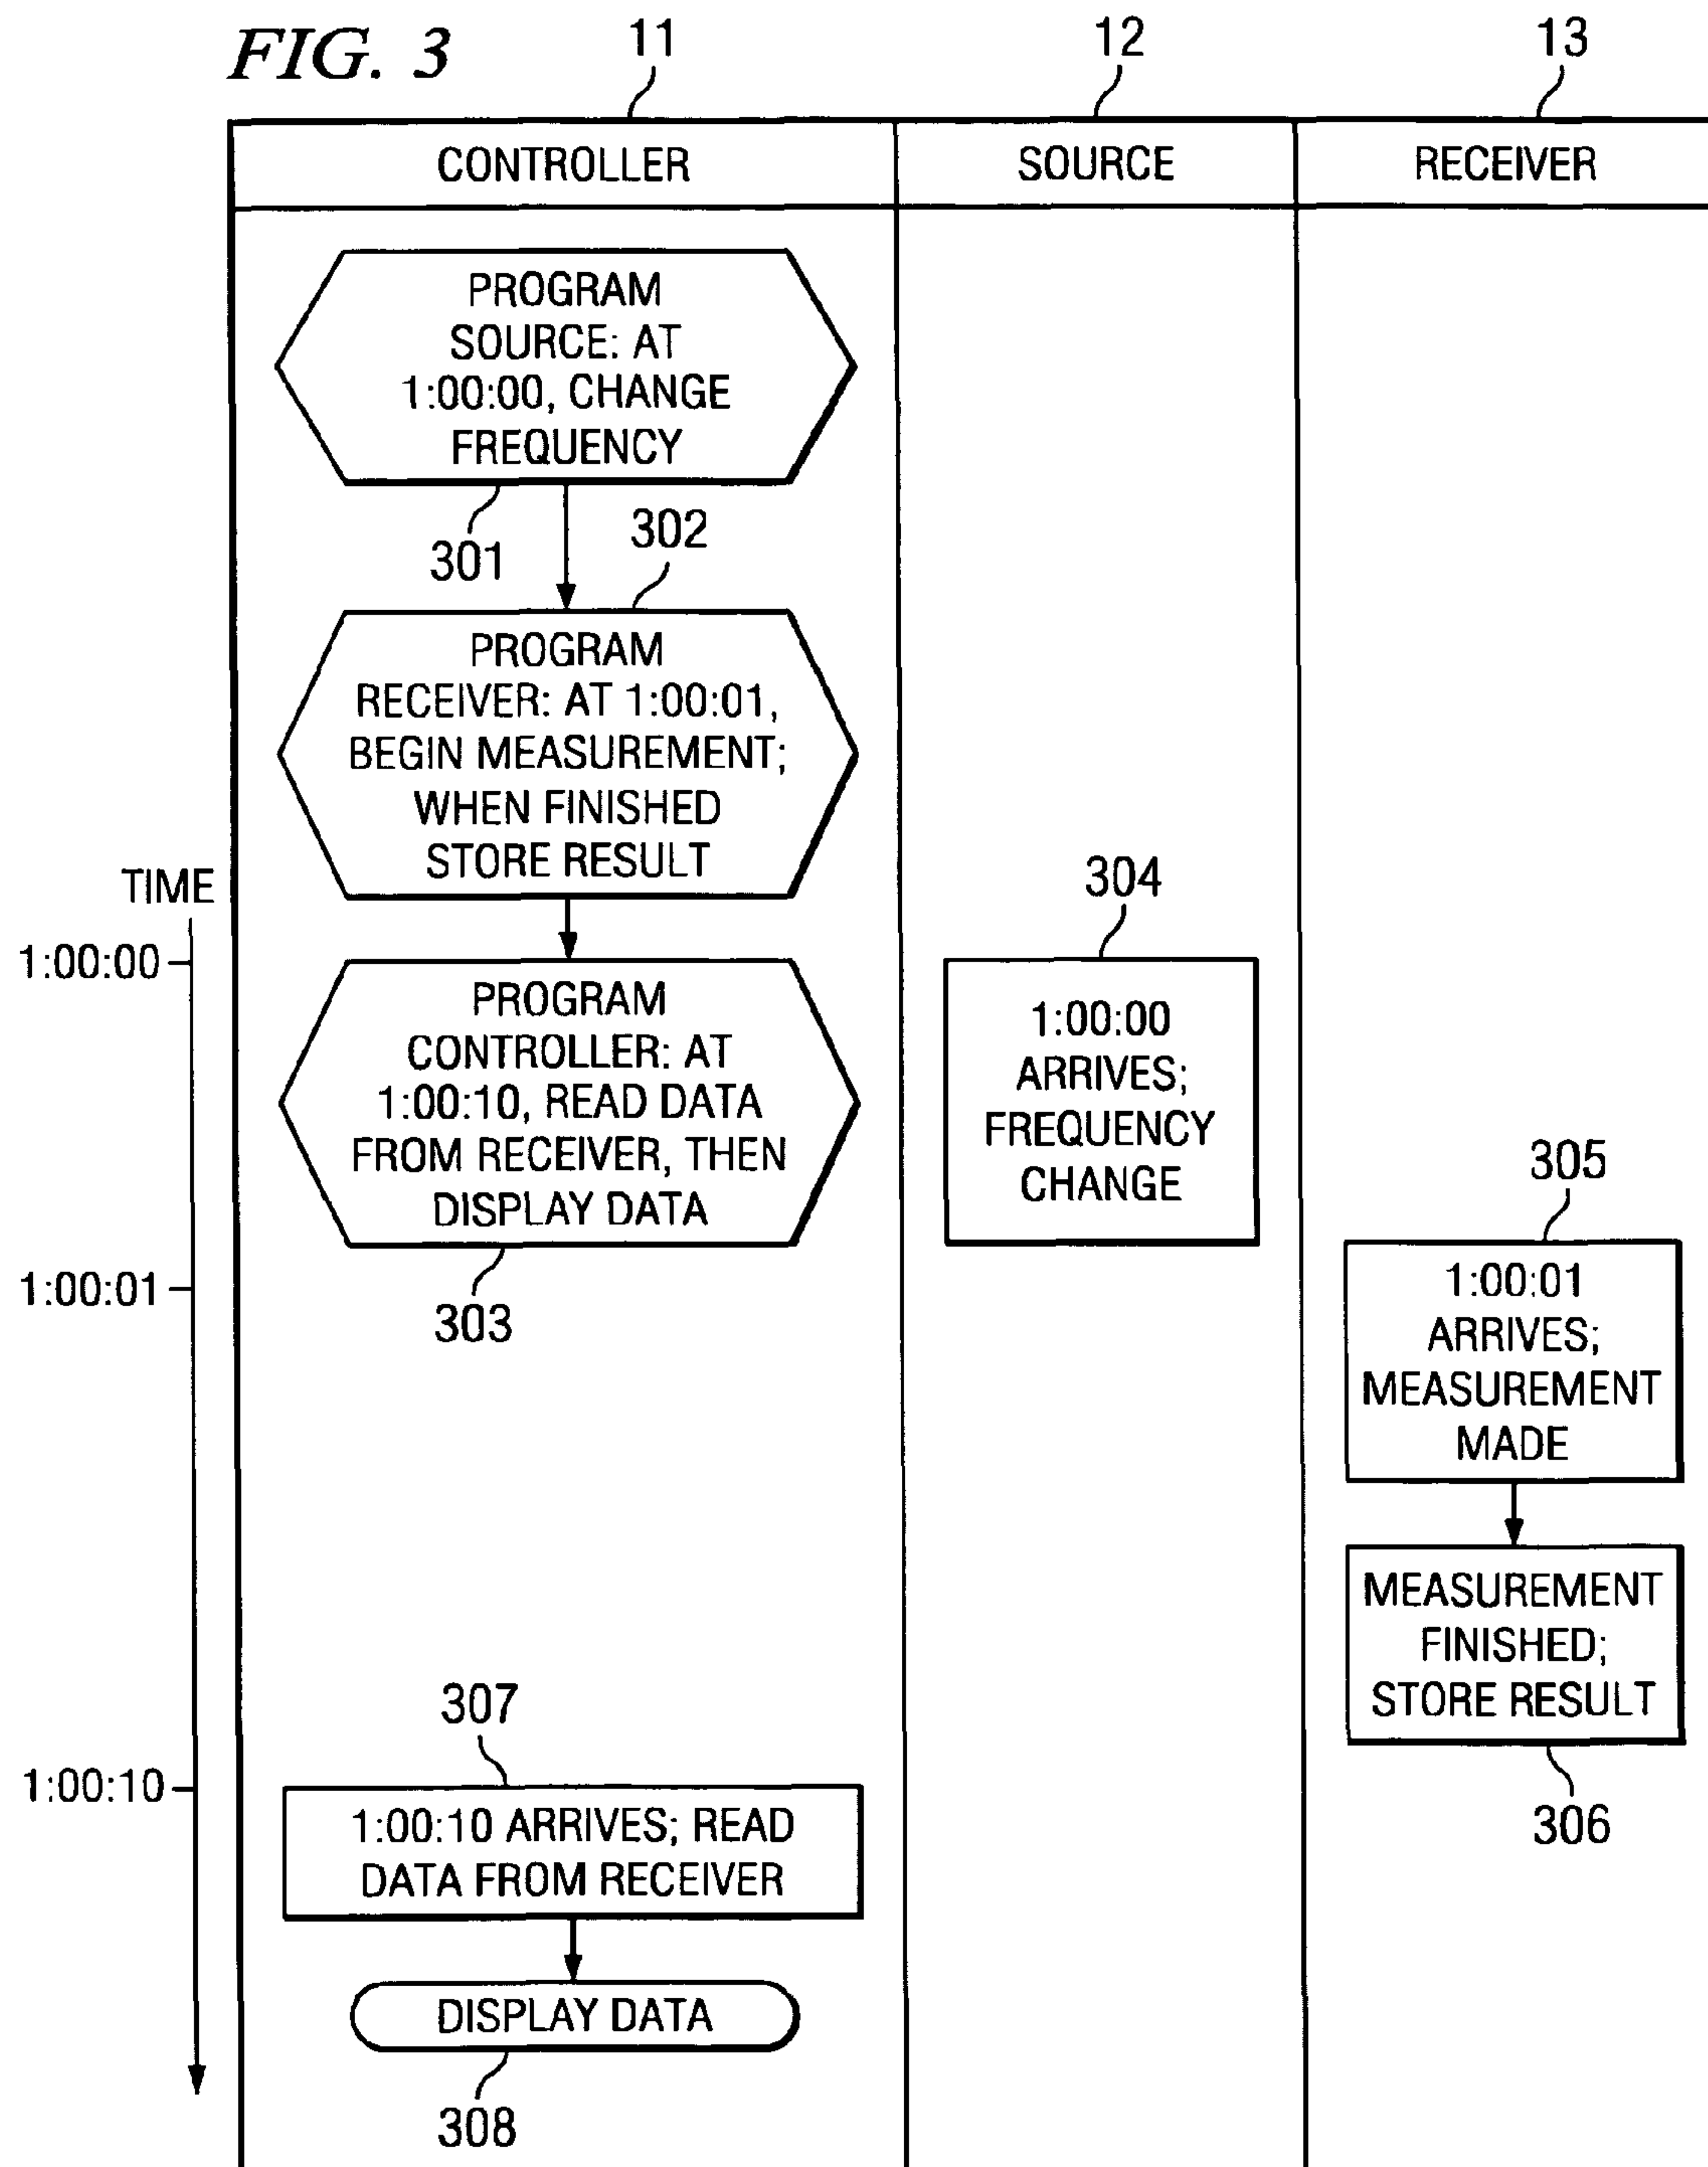 FIG. 3
11
12
13
CONTROLLER
SOURCE
RECEIVER
PROGRAM
SOURCE: AT
1:00:00, CHANGE
FREQUENCY
301
302
PROGRAM
RECEIVER: AT 1:00:01,
BEGIN MEASUREMENT;
WHEN FINISHED
STORE RESULT
TIME
1:00:00
PROGRAM
CONTROLLER: AT
1:00:10, READ DATA
FROM RECEIVER, THEN
DISPLAY DATA
303
304
1:00:00
ARRIVES;
FREQUENCY
CHANGE
1:00:01
305
1:00:01
ARRIVES;
MEASUREMENT
MADE
MEASUREMENT
FINISHED;
STORE RESULT
306
307
1:00:10
1:00:10 ARRIVES; READ
DATA FROM RECEIVER
DISPLAY DATA
308